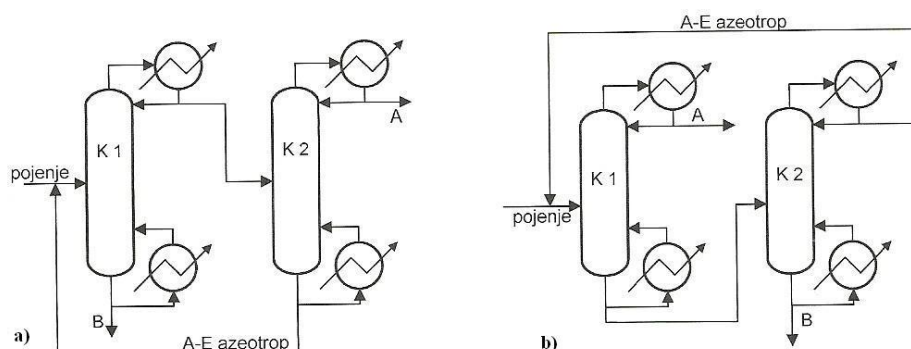 K 1
K 2
A
pojenje
B
A-E azeotrop
a)
A-E azeotrop
K 1
K 2
A
pojenje
B
b)